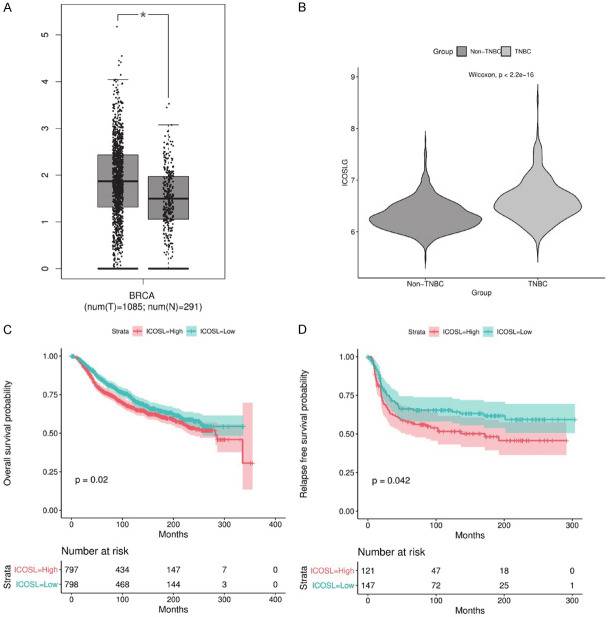 A
*
5
4
3
2
1
0
BRCA
(num(T)=1085; num(N)=291)
B
Group Non−TNBC TNBC
Wilcoxon, p < 2.2e−16
9
8
7
6
ICOSLG
Non−TNBC TNBC
Group
C
Strata ICOSL=High ICOSL=Low
1.00
0.75
0.50
0.25
0.00
Overall survival probability
p = 0.02
0 100 200 300 400
Months
Number at risk
Strata
ICOSL=High 797 434 147 7 0
ICOSL=Low 798 468 144 3 0
0 100 200 300 400
Months
D
Strata ICOSL=High ICOSL=Low
1.00
0.75
0.50
0.25
0.00
Relapse free survival probability
p = 0.042
0 100 200 300
Months
Number at risk
Strata
ICOSL=High 121 47 18 0
ICOSL=Low 147 72 25 1
0 100 200 300
Months